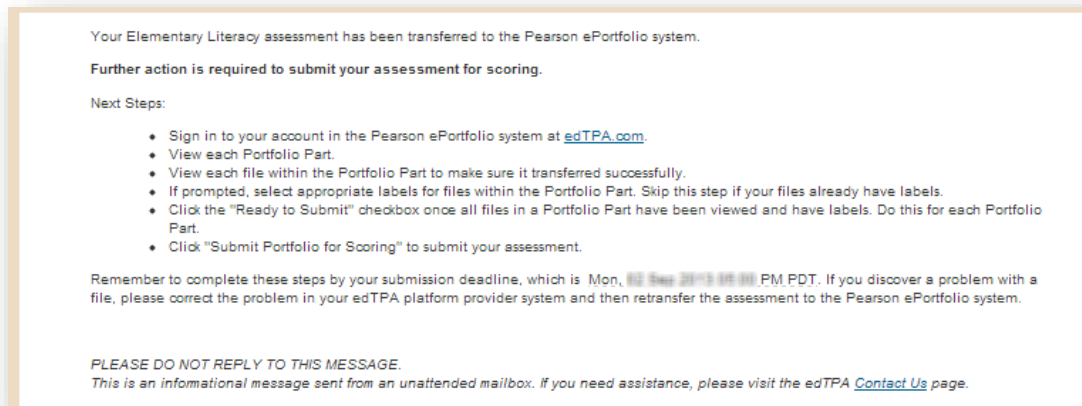 Your Elementary Literacy assessment has been transferred to the Pearson ePortfolio system.
Further action is required to submit your assessment for scoring.
Next Steps:
• Sign in to your account in the Pearson ePortfolio system at edTPA.com.
• View each Portfolio Part.
• View each file within the Portfolio Part to make sure it transferred successfully.
• If prompted, select appropriate labels for files within the Portfolio Part. Skip this step if your files already have labels.
• Click the "Ready to Submit" checkbox once all files in a Portfolio Part have been viewed and have labels. Do this for each Portfolio
Part.
• Click "Submit Portfolio for Scoring" to submit your assessment.
Remember to complete these steps by your submission deadline, which is Mon, PM PDT. If you discover a problem with a
file, please correct the problem in your edTPA platform provider system and then retransfer the assessment to the Pearson ePortfolio system.
PLEASE DO NOT REPLY TO THIS MESSAGE.
This is an informational message sent from an unattended mailbox. If you need assistance, please visit the edTPA Contact Us page.